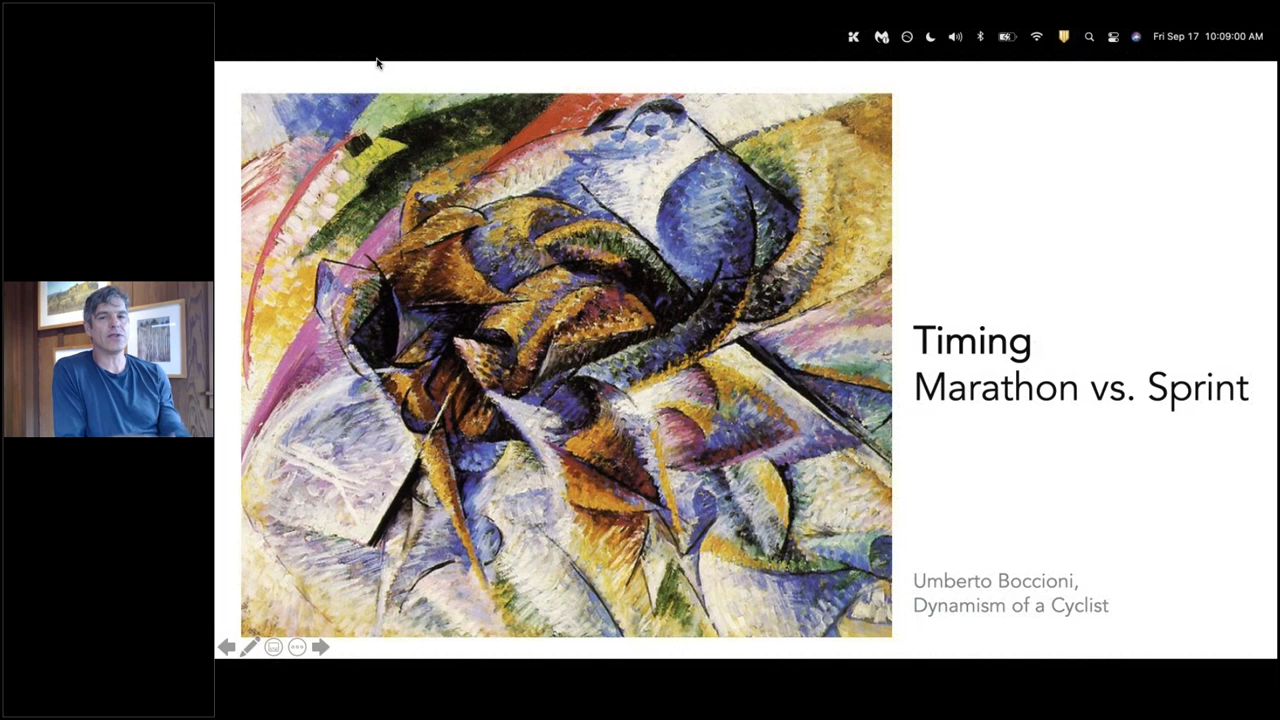 Fri Sep 17 10:09:00 AM
Timing
Marathon vs. Sprint
Umberto Boccioni,
Dynamism of a Cyclist